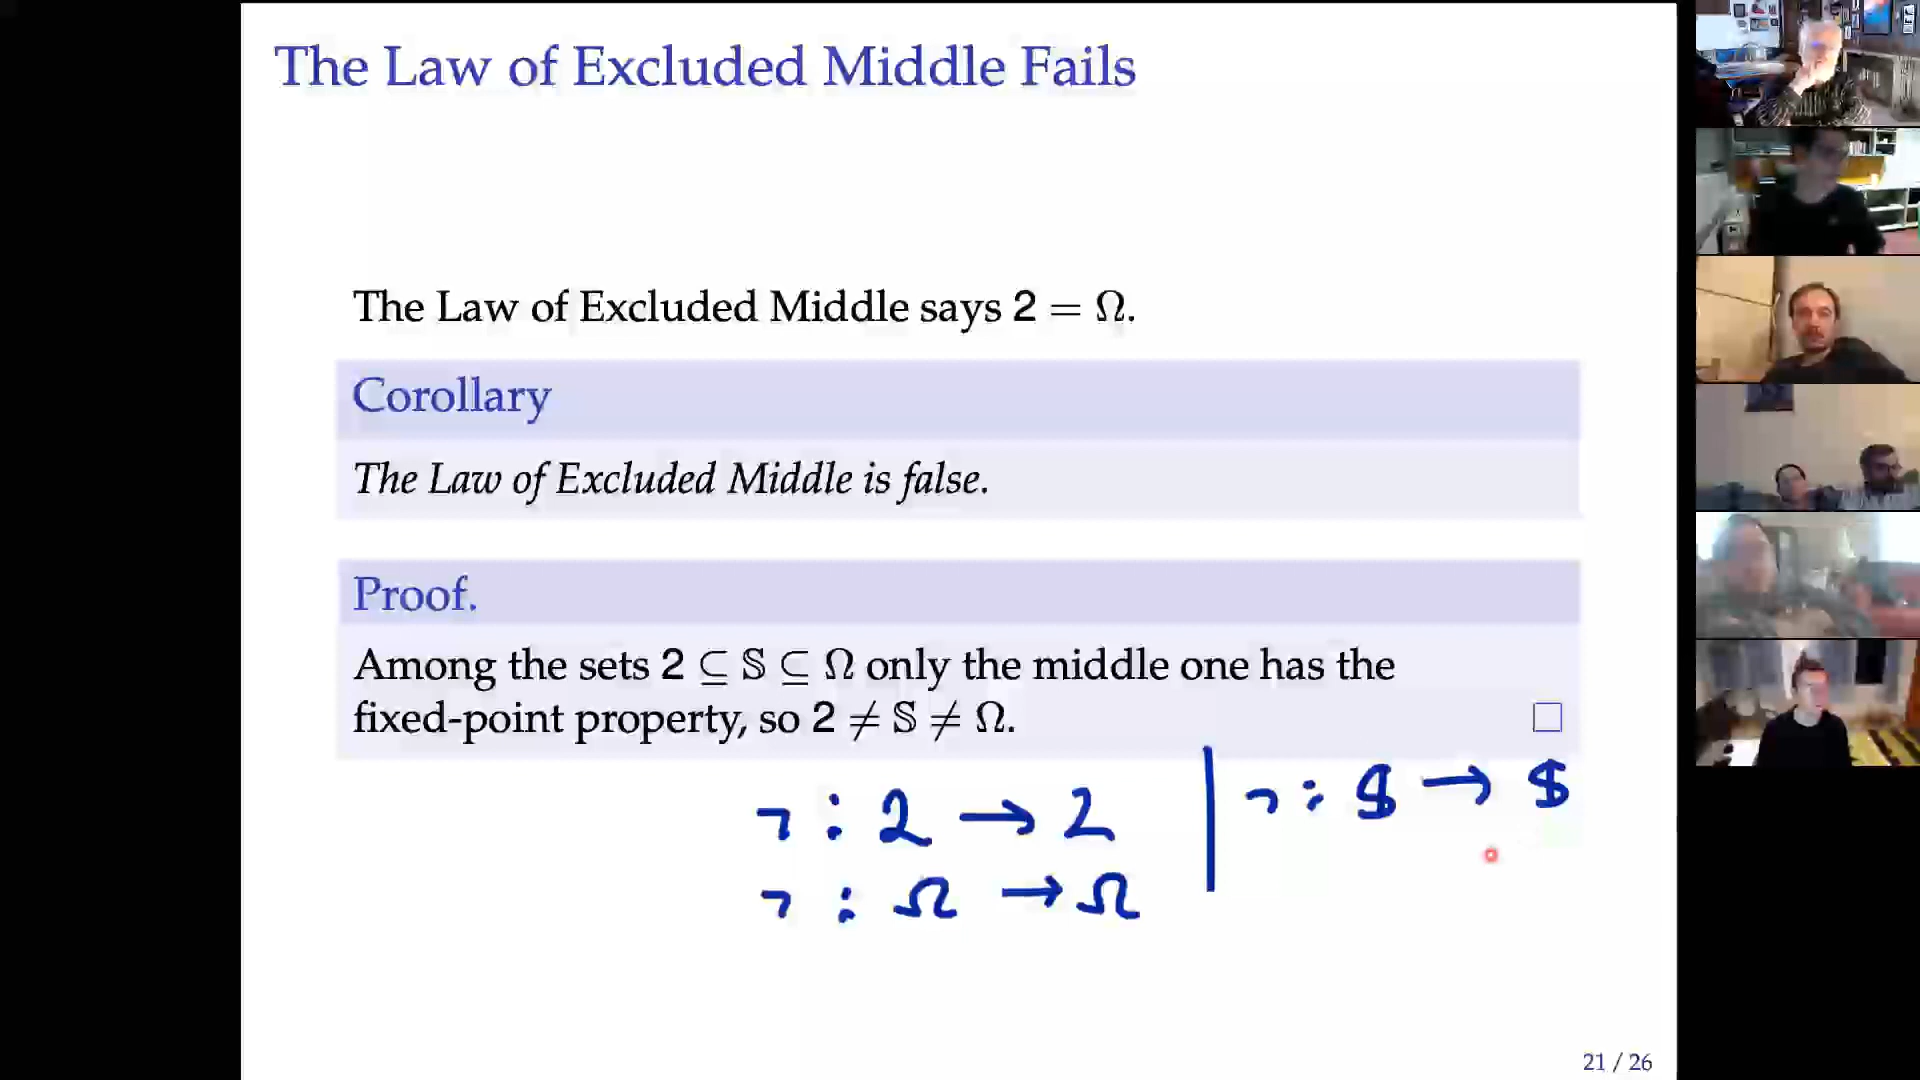 The Law of Excluded Middle Fails
The Law of Excluded Middle says 2 = Ω.
Corollary
The Law of Excluded Middle is false.
Proof.
Among the sets 2 ⊆ 𝕊 ⊆ Ω only the middle one has the
fixed-point property, so 2 ≠ 𝕊 ≠ Ω.
¬ : 2 → 2
¬ : Ω → Ω
¬ : 𝕊 → 𝕊
21 / 26